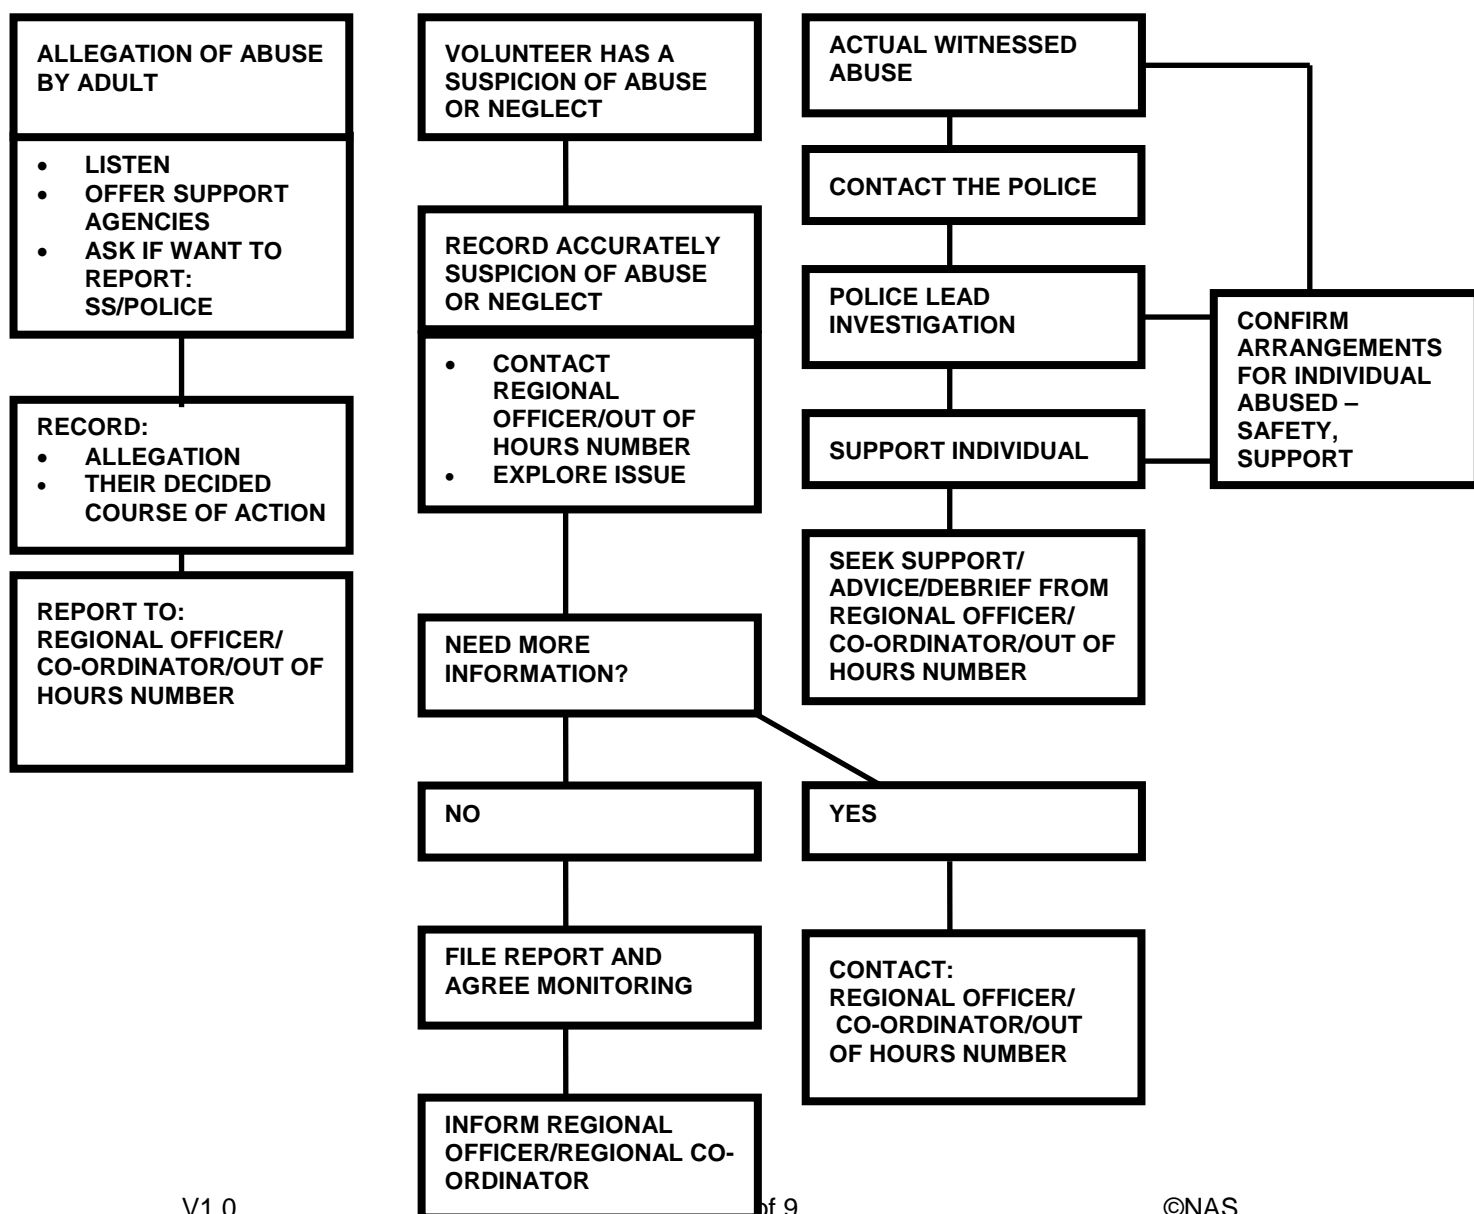 ALLEGATION OF ABUSE
BY ADULT
• LISTEN
• OFFER SUPPORT
AGENCIES
• ASK IF WANT TO
REPORT:
SS/POLICE
RECORD:
• ALLEGATION
• THEIR DECIDED
COURSE OF ACTION
REPORT TO:
REGIONAL OFFICER/
CO-ORDINATOR/OUT OF
HOURS NUMBER
VOLUNTEER HAS A
SUSPICION OF ABUSE
OR NEGLECT
RECORD ACCURATELY
SUSPICION OF ABUSE
OR NEGLECT
• CONTACT
REGIONAL
OFFICER/OUT OF
HOURS NUMBER
• EXPLORE ISSUE
NEED MORE
INFORMATION?
NO
FILE REPORT AND
AGREE MONITORING
INFORM REGIONAL
OFFICER/REGIONAL CO-
ORDINATOR
ACTUAL WITNESSED
ABUSE
CONTACT THE POLICE
POLICE LEAD
INVESTIGATION
SUPPORT INDIVIDUAL
SEEK SUPPORT/
ADVICE/DEBRIEF FROM
REGIONAL OFFICER/
CO-ORDINATOR/OUT OF
HOURS NUMBER
YES
CONTACT:
REGIONAL OFFICER/
CO-ORDINATOR/OUT
OF HOURS NUMBER
CONFIRM
ARRANGEMENTS
FOR INDIVIDUAL
ABUSED –
SAFETY,
SUPPORT
V1.0 of 9 ©NAS